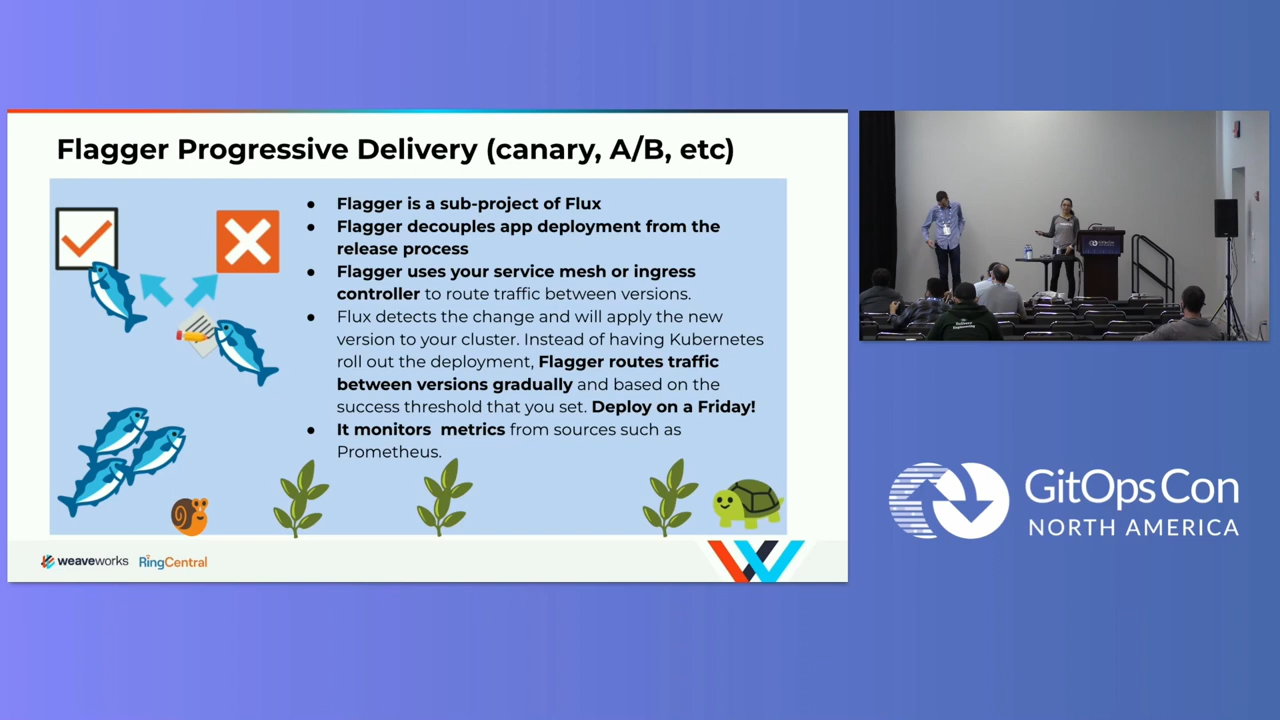 Flagger Progressive Delivery (canary, A/B, etc)
● Flagger is a sub-project of Flux
● Flagger decouples app deployment from the
release process
● Flagger uses your service mesh or ingress
controller to route traffic between versions.
● Flux detects the change and will apply the new
version to your cluster. Instead of having Kubernetes
roll out the deployment, Flagger routes traffic
between versions gradually and based on the
success threshold that you set. Deploy on a Friday!
● It monitors  metrics from sources such as
Prometheus.
weaveworks
RingCentral
GitOpsCon
GitOpsCon
NORTH AMERICA